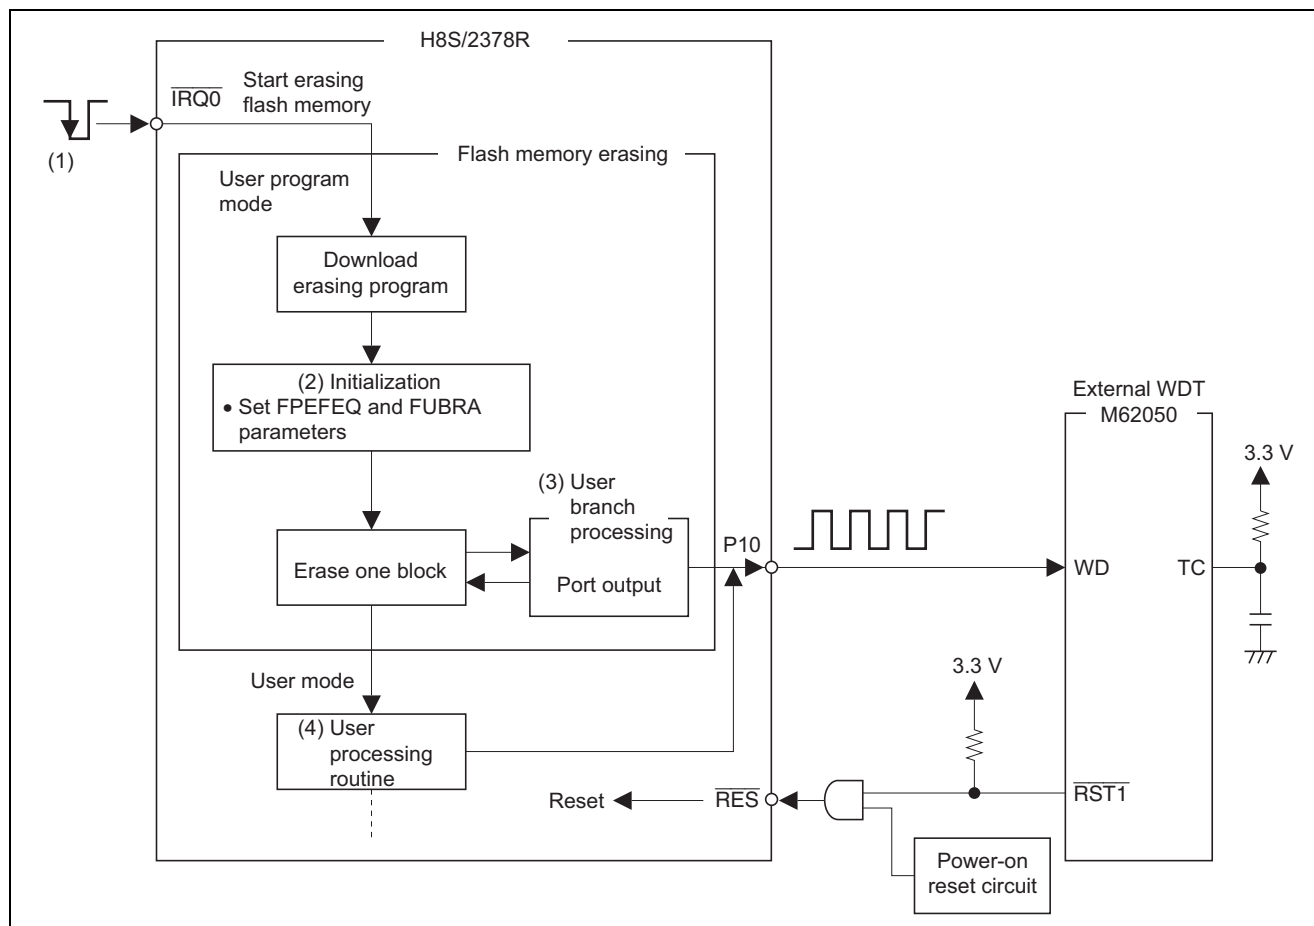 H8S/2378R
IRQ0
Start erasing
flash memory
(1)
Flash memory erasing
User program
mode
Download
erasing program
(2) Initialization
• Set FPEFEQ and FUBRA
parameters
External WDT
M62050
3.3 V
(3) User
branch
processing
P10
Erase one block
Port output
WD
TC
User mode
3.3 V
(4) User
processing
routine
Reset
RES
RST1
Power-on
reset circuit